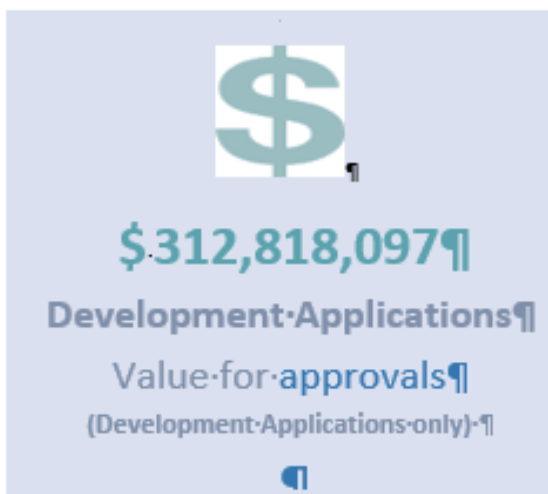 $¶
$·312,818,097¶
Development·Applications¶
Value·for·approvals¶
(Development·Applications·only)·¶
¶